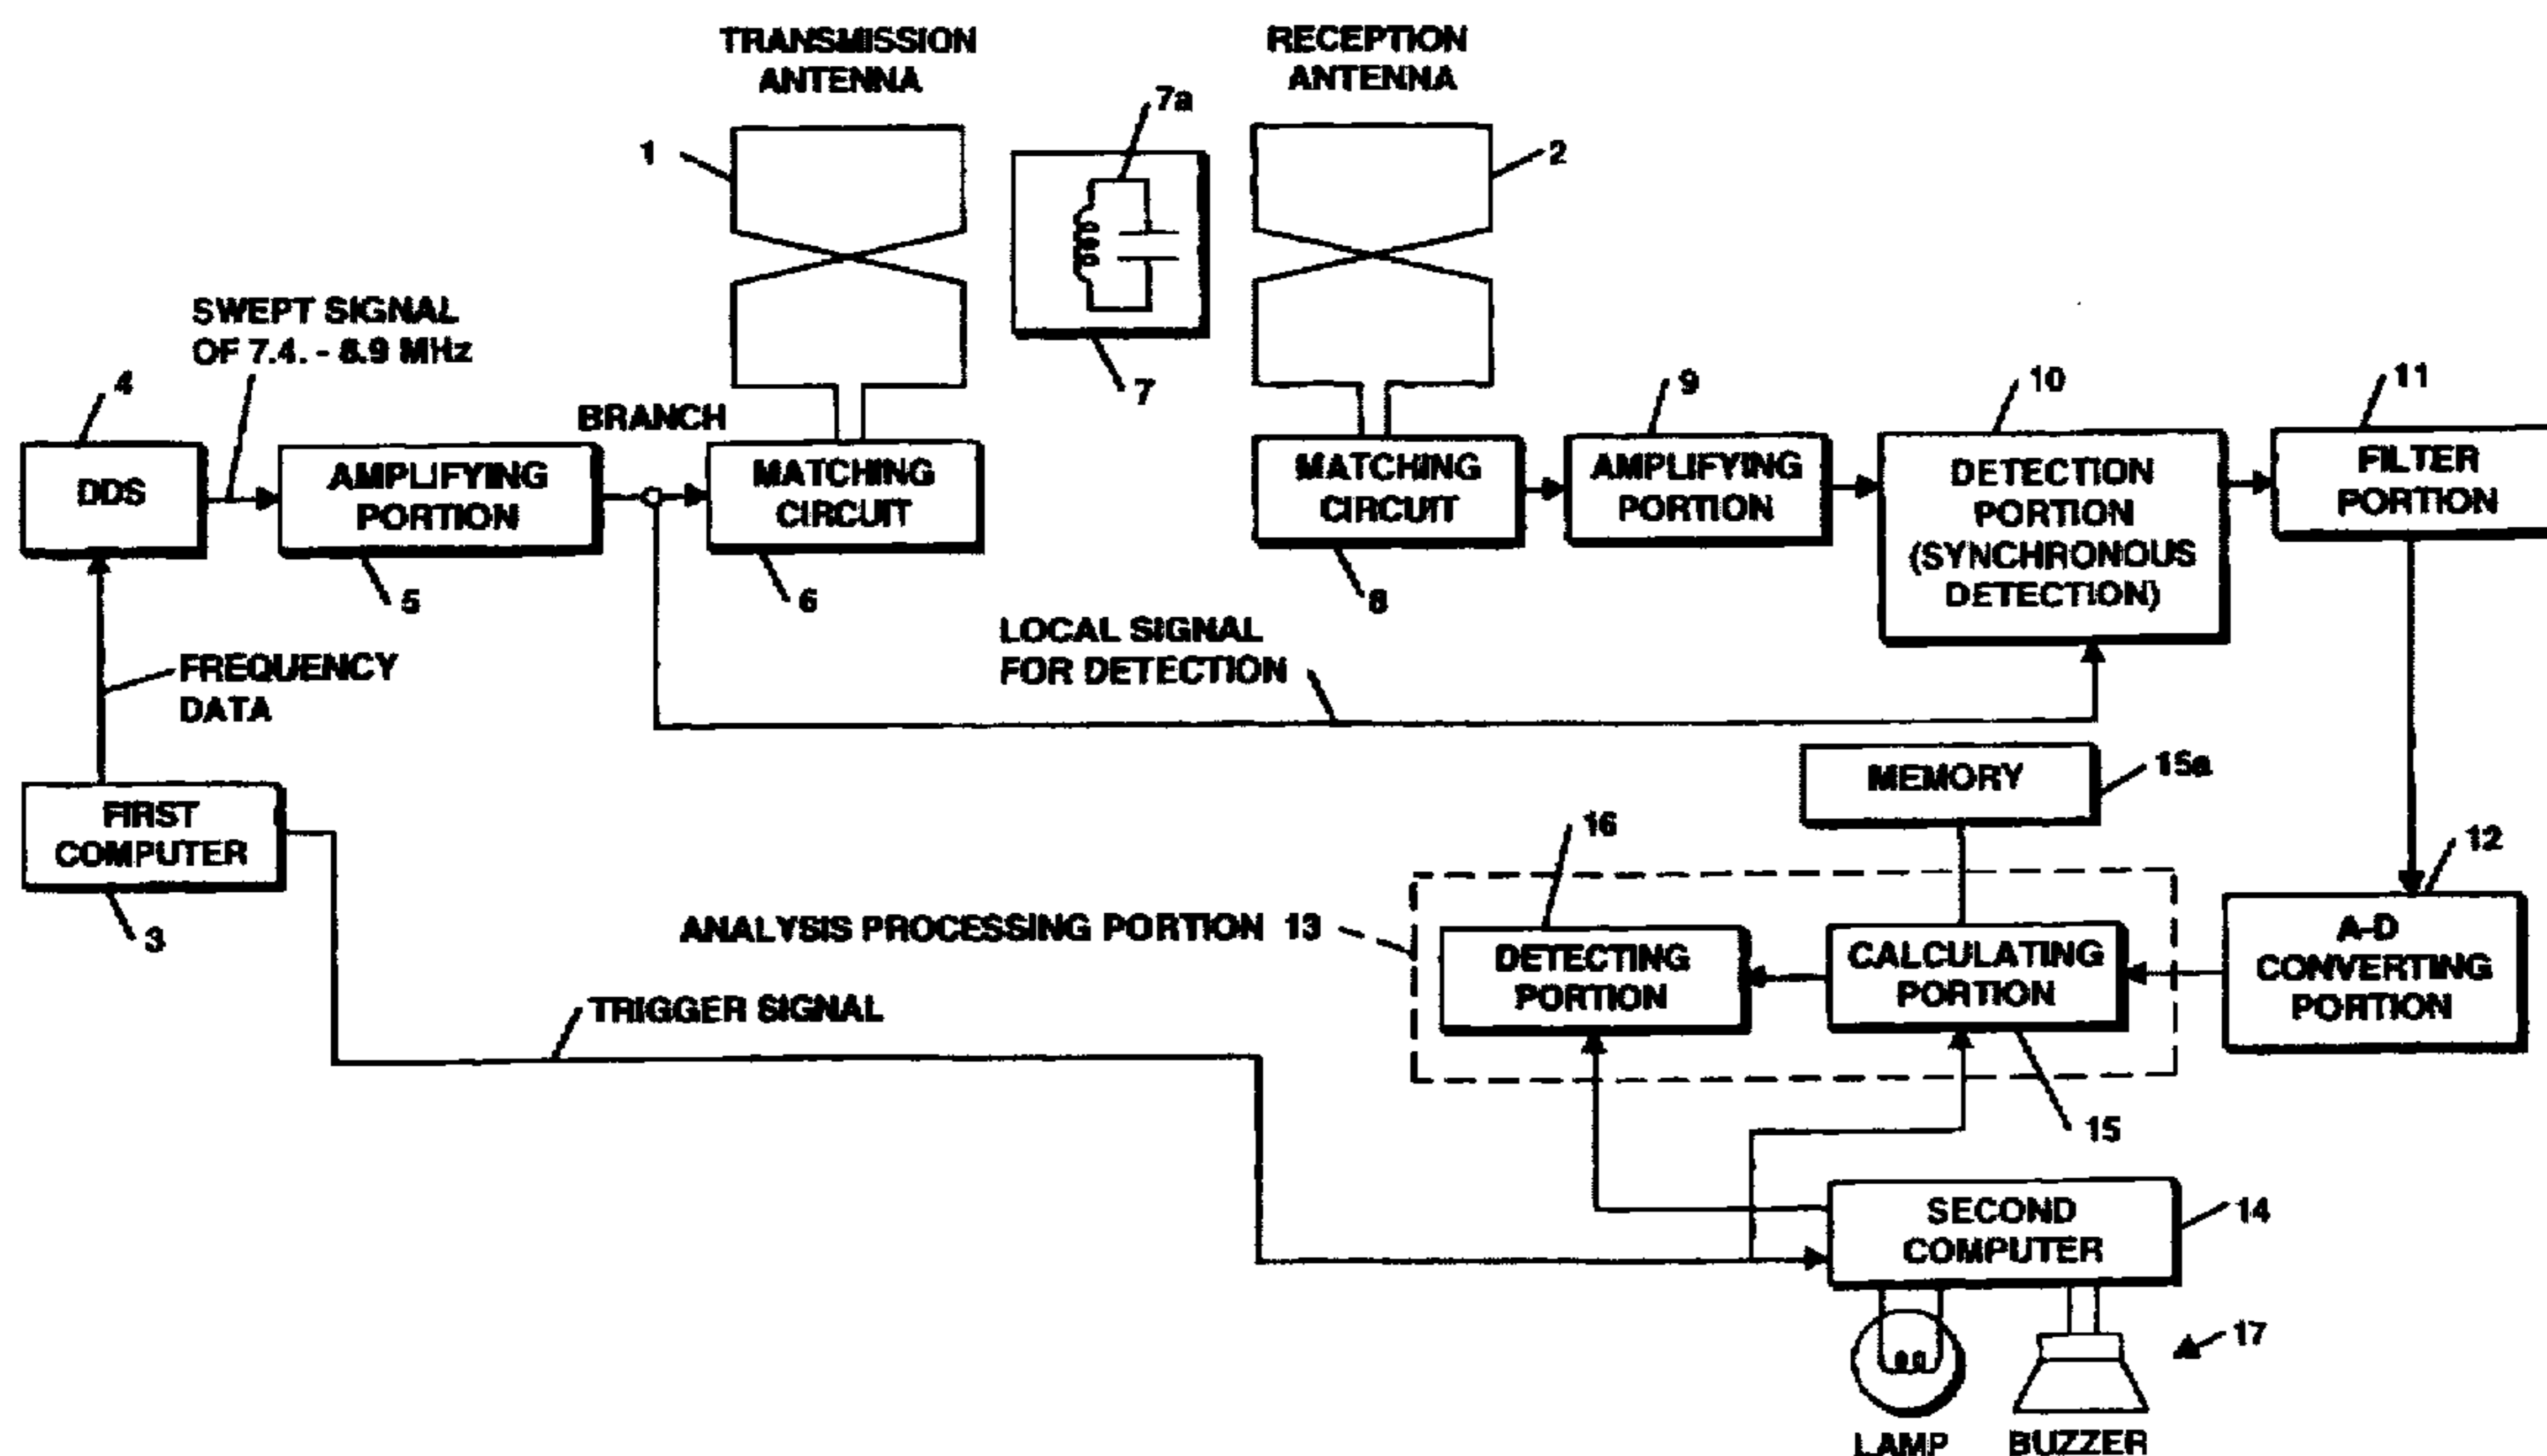 TRANSMISSION
ANTENNA
RECEPTION
ANTENNA
7a
1
2
SWEPT SIGNAL
OF 7.4. - 8.9 MHz
4
BRANCH
7
9
10
11
DDS
AMPLIFYING
PORTION
MATCHING
CIRCUIT
MATCHING
CIRCUIT
AMPLIFYING
PORTION
DETECTION
PORTION
(SYNCHRONOUS
DETECTION)
FILTER
PORTION
5
6
8
LOCAL SIGNAL
FOR DETECTION
FREQUENCY
DATA
MEMORY
15a
FIRST
COMPUTER
16
12
3
ANALYSIS PROCESSING PORTION 13
DETECTING
PORTION
CALCULATING
PORTION
A-D
CONVERTING
PORTION
TRIGGER SIGNAL
15
SECOND
COMPUTER
14
17
LAMP
BUZZER